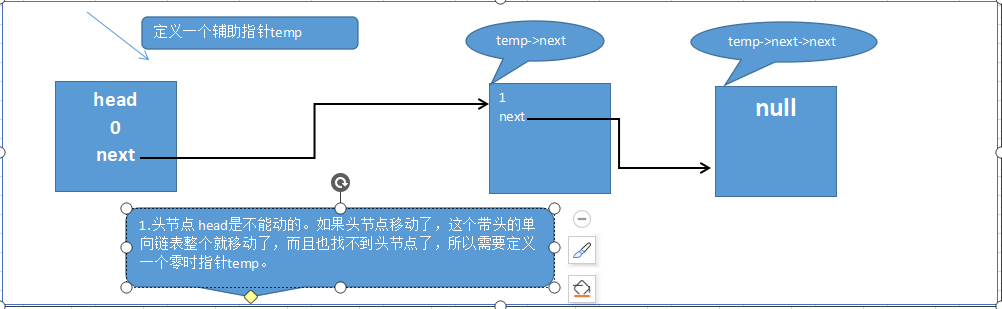 定义一个辅助指针temp
temp->next
temp->next->next
head
0
next
1
next
null
1.头节点 head是不能动的。如果头节点移动了，这个带头的单
向链表整个就移动了，而且也找不到头节点了，所以需要定义
一个零时指针temp。